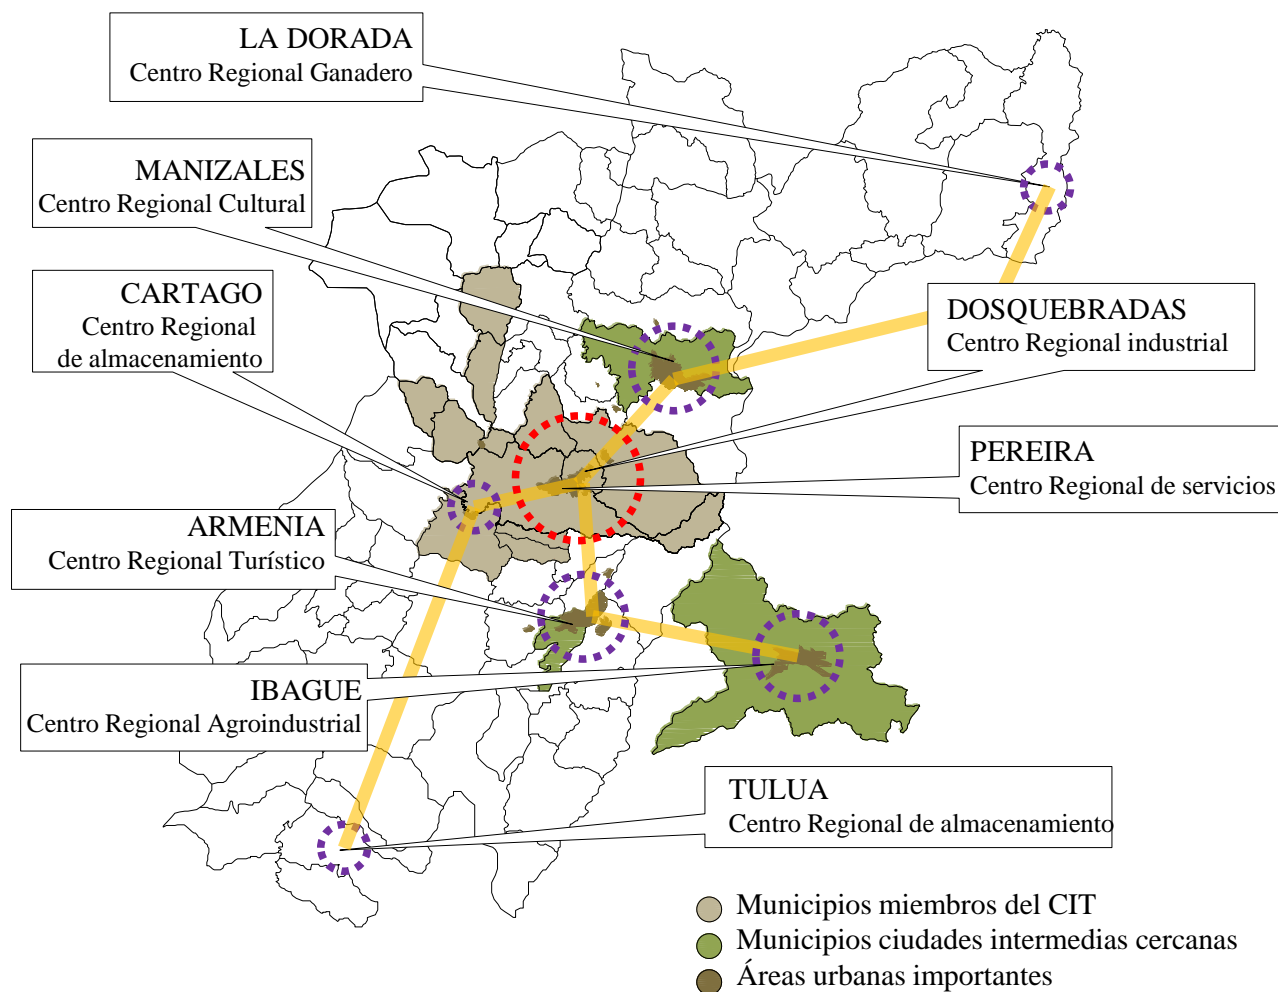 LA DORADA
Centro Regional Ganadero
MANIZALES
Centro Regional Cultural
CARTAGO
Centro Regional
de almacenamiento
DOSQUEBRADAS
Centro Regional industrial
PEREIRA
Centro Regional de servicios
ARMENIA
Centro Regional Turístico
IBAGUE
Centro Regional Agroindustrial
TULUA
Centro Regional de almacenamiento
Municipios miembros del CIT
Municipios ciudades intermedias cercanas
Áreas urbanas importantes